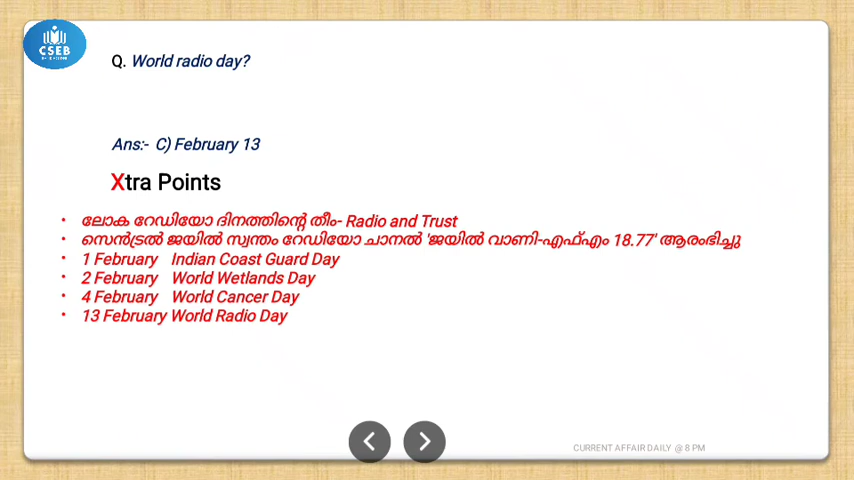 CSEB
Q. World radio day?
Ans:- C) February 13
Xtra Points
• ലോക റേഡിയോ ദിനത്തിന്റെ തീം- Radio and Trust
• സെൻട്രൽ ജയിൽ സ്വന്തം റേഡിയോ ചാനൽ 'ജയിൽ വാണി-എഫ്എം 18.77' ആരംഭിച്ചു
• 1 February Indian Coast Guard Day
• 2 February World Wetlands Day
• 4 February World Cancer Day
• 13 February World Radio Day
CURRENT AFFAIR DAILY @ 8 PM